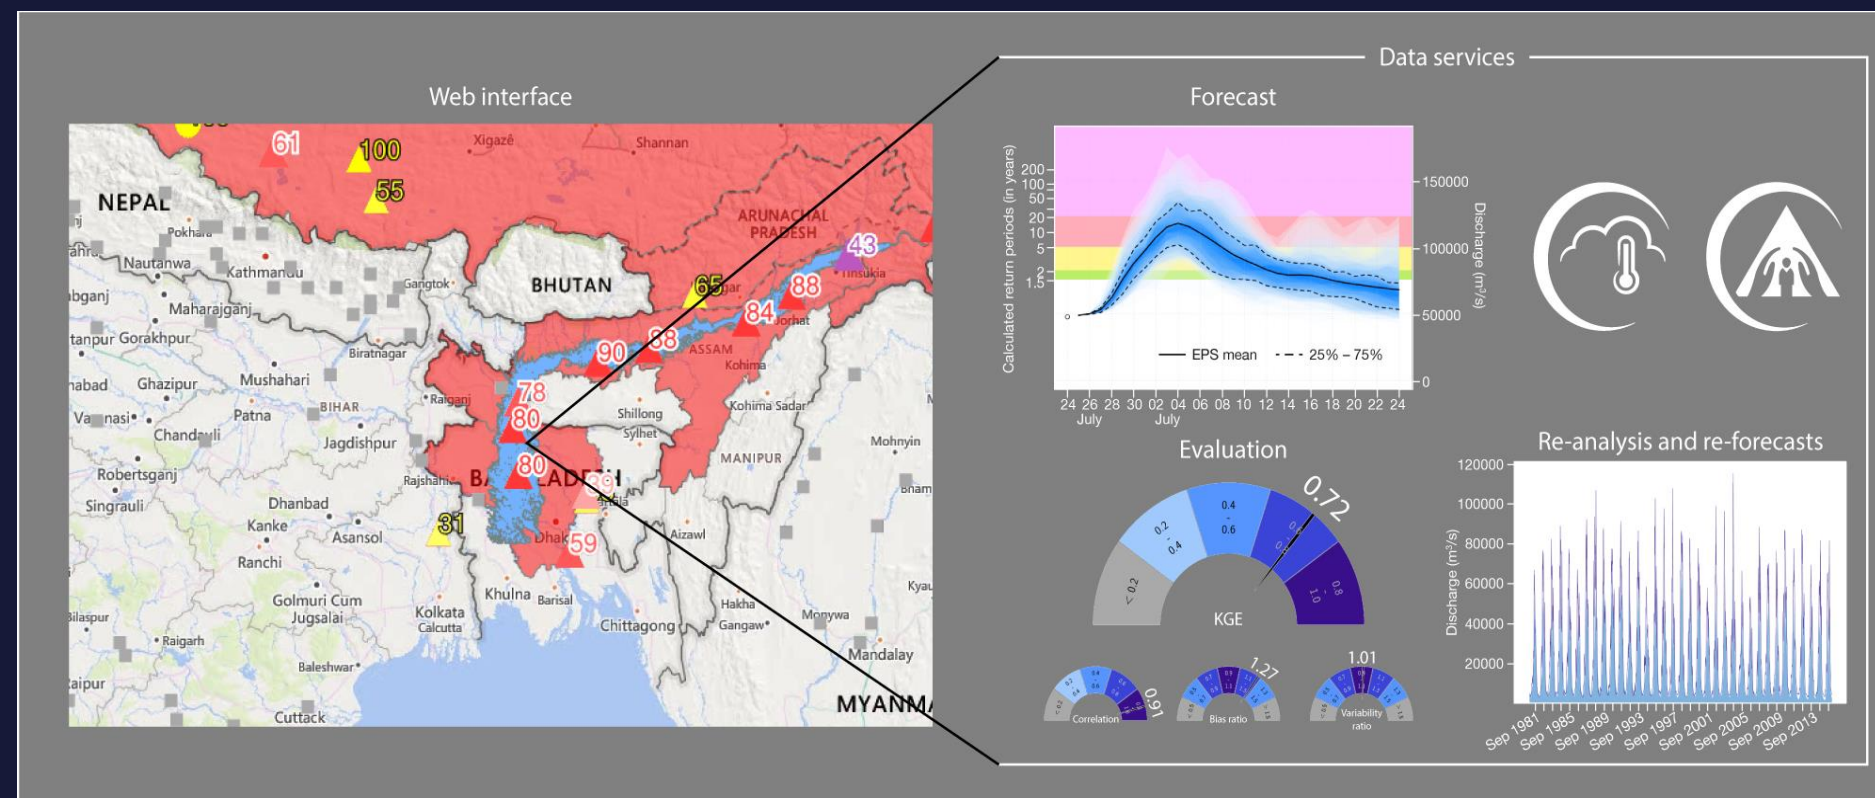 Data services
Web interface
Forecast
61
100
55
Xigazê
Shannan
NEPAL
Pokhara
Nautanwa
Kathmandu
Gangtok
BHUTAN
ARUNACHAL
PRADESH
43
Tinsukia
65
88
84
Jorhat
88
90
ASSAM
Kohima
Maharajganj
tanpur Gorakhpur
Biratnagar
Mushahari
Ghazipur
Patna
BIHAR
Raiganj
78
80
Shillong
Sylhet
Kohima Sadar
Mohnyin
Chandauli
Jagdishpur
MANIPUR
Robertsganj
Singrauli
80
Dhanbad
Kanke
Asansol
Ranchi
31
59
Aizawl
Golmuri Cum
Jugsalai
Kolkata
Calcutta
Khulna
Barisal
Chittagong
Hakha
Gangaw
Monywa
Mandalay
Raigarh
Baleshwar
Cuttack
MYANMA
Calculated return periods (in years)
200
100
50
20
10
5
2
1.5
150000
100000
50000
0
Discharge (m³/s)
EPS mean
25% – 75%
24 26 28 30 02 04 06 08 10 12 14 16 18 20 22 24
July July
Evaluation
0.72
< 0.2
0.2 - 0.4
0.4 - 0.6
0.8 - 1.0
KGE
0.91
Correlation
1.27
Bias ratio
1.01
Variability
ratio
Re-analysis and re-forecasts
Discharge (m³/s)
120000
100000
80000
60000
40000
20000
Sep 1981
Sep 1985
Sep 1989
Sep 1993
Sep 1997
Sep 2001
Sep 2005
Sep 2009
Sep 2013